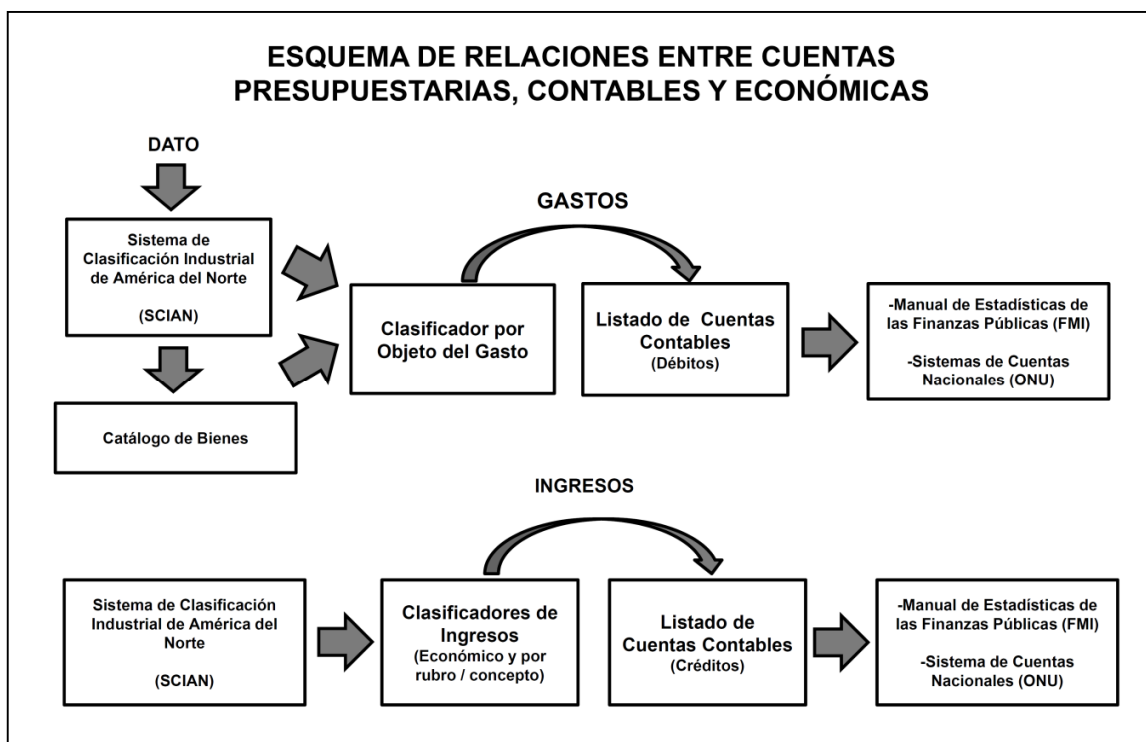 ESQUEMA DE RELACIONES ENTRE CUENTAS
PRESUPUESTARIAS, CONTABLES Y ECONÓMICAS
DATO
Sistema de
Clasificación Industrial
de América del Norte
(SCIAN)
Catálogo de Bienes
GASTOS
Clasificador por
Objeto del Gasto
Listado de Cuentas
Contables
(Débitos)
-Manual de Estadísticas de
las Finanzas Públicas (FMI)
-Sistemas de Cuentas
Nacionales (ONU)
INGRESOS
Sistema de Clasificación
Industrial de América del
Norte
(SCIAN)
Clasificadores de
Ingresos
(Económico y por
rubro / concepto)
Listado de
Cuentas Contables
(Créditos)
-Manual de Estadísticas de
las Finanzas Públicas (FMI)
-Sistema de Cuentas
Nacionales (ONU)